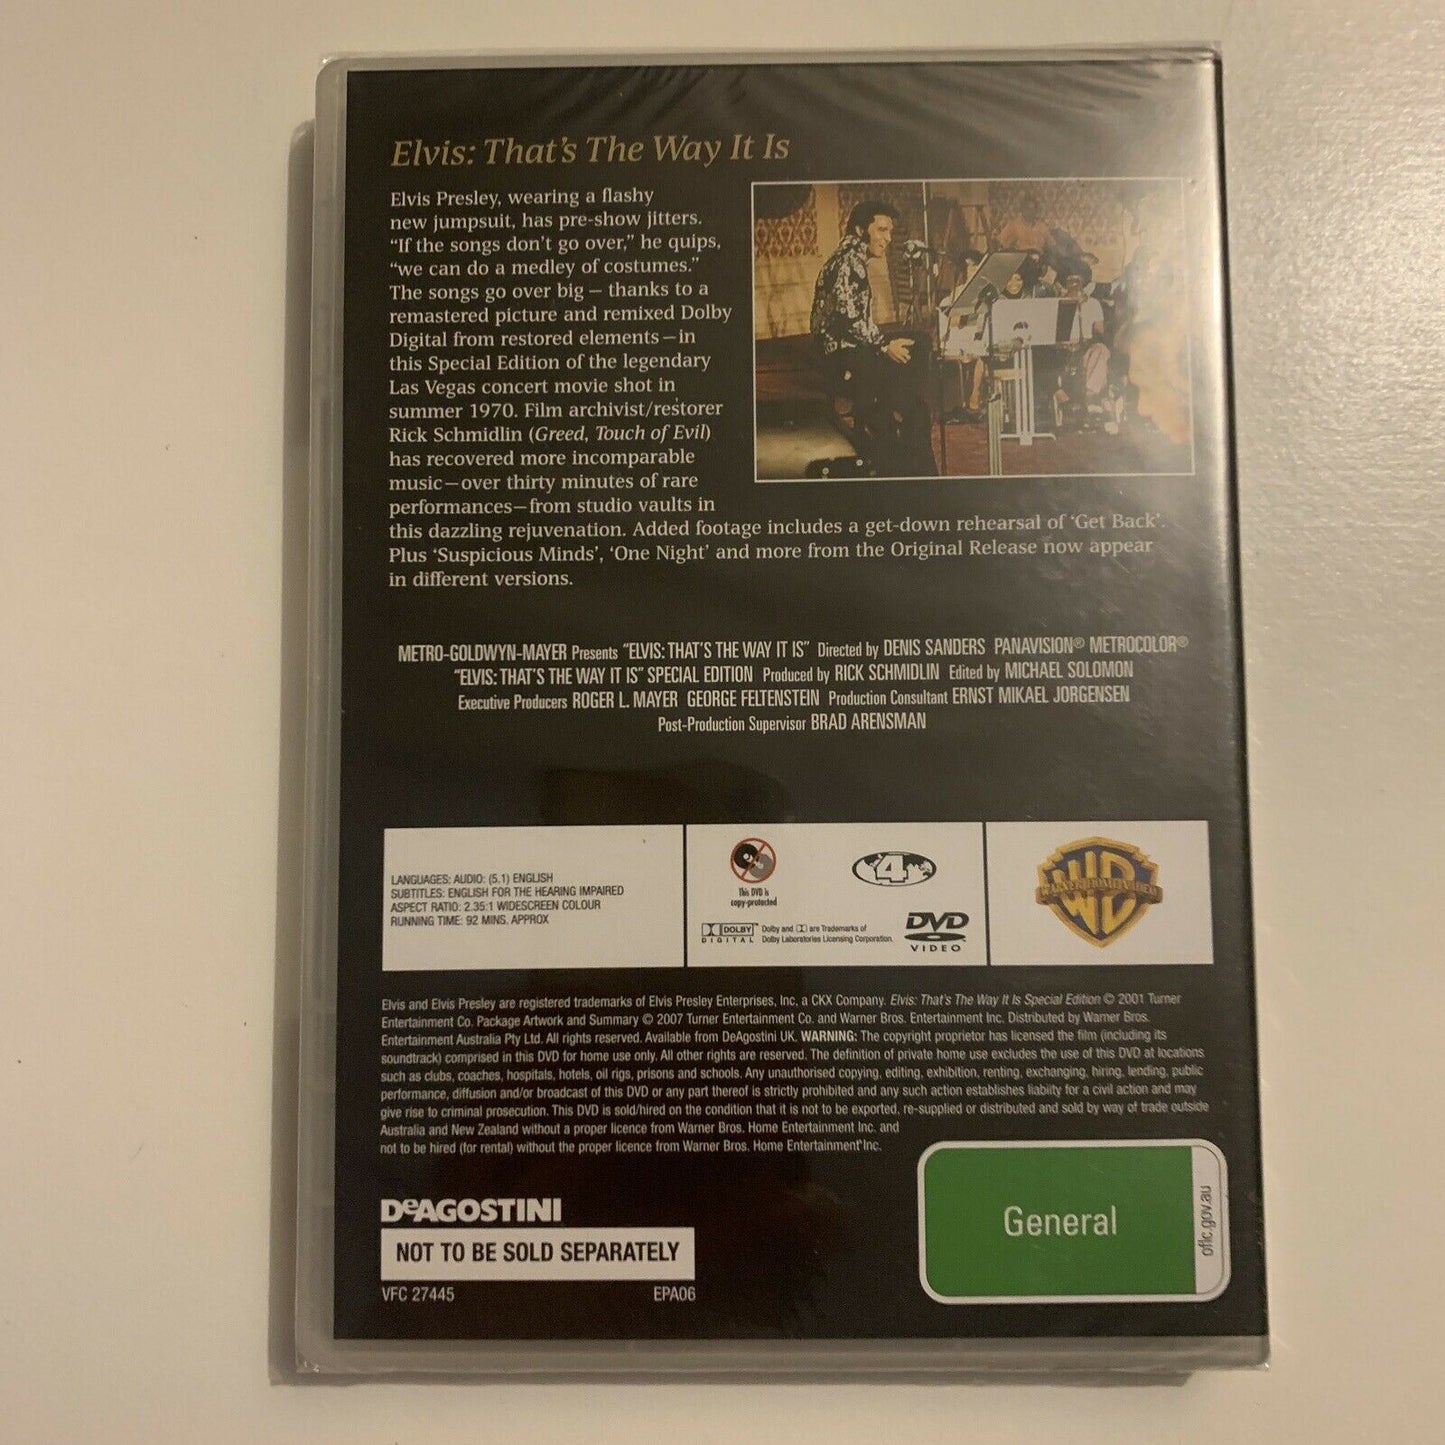 Elvis: That's The Way It Is
Elvis Presley, wearing a flashy
new jumpsuit, has pre-show jitters.
“If the songs don't go over,” he quips,
“we can do a medley of costumes.”
The songs go over big – thanks to a
remastered picture and remixed Dolby
Digital from restored elements—in
this Special Edition of the legendary
Las Vegas concert movie shot in
summer 1970. Film archivist/restorer
Rick Schmidlin (Greed, Touch of Evil)
has recovered more incomparable
music—over thirty minutes of rare
performances—from studio vaults in
this dazzling rejuvenation. Added footage includes a get-down rehearsal of ‘Get Back’.
Plus ‘Suspicious Minds’, ‘One Night’ and more from the Original Release now appear
in different versions.
METRO-GOLDWYN-MAYER Presents “ELVIS: THAT'S THE WAY IT IS” Directed by DENIS SANDERS PANAVISION® METROCOLOR®
“ELVIS: THAT'S THE WAY IT IS” SPECIAL EDITION Produced by RICK SCHMIDLIN Edited by MICHAEL SOLOMON
Executive Producers ROGER L. MAYER GEORGE FELTENSTEIN Production Consultant ERNST MIKAEL JORGENSEN
Post-Production Supervisor BRAD ARENSMAN
LANGUAGES: AUDIO: (5.1) ENGLISH
SUBTITLES: ENGLISH FOR THE HEARING IMPAIRED
ASPECT RATIO: 2.35:1 WIDESCREEN COLOUR
RUNNING TIME: 92 MINS. APPROX
This DVD is
copy-protected
4
DOLBY
DIGITAL
Dolby and are Trademarks of
Dolby Laboratories Licensing Corporation.
DVD
VIDEO
WB
WARNER HOME VIDEO
Elvis and Elvis Presley are registered trademarks of Elvis Presley Enterprises, Inc, a CKX Company. Elvis: That's The Way It Is Special Edition © 2001 Turner
Entertainment Co. Package Artwork and Summary © 2007 Turner Entertainment Co. and Warner Bros. Entertainment Inc. Distributed by Warner Bros.
Entertainment Australia Pty Ltd. All rights reserved. Available from DeAgostini UK. WARNING: The copyright proprietor has licensed the film (including its
soundtrack) comprised in this DVD for home use only. All other rights are reserved. The definition of private home use excludes the use of this DVD at locations
such as clubs, coaches, hospitals, hotels, oil rigs, prisons and schools. Any unauthorised copying, editing, exhibition, renting, exchanging, hiring, lending, public
performance, diffusion and/or broadcast of this DVD or any part thereof is strictly prohibited and any such action establishes liabilty for a civil action and may
give rise to criminal prosecution. This DVD is sold/hired on the condition that it is not to be exported, re-supplied or distributed and sold by way of trade outside
Australia and New Zealand without a proper licence from Warner Bros. Home Entertainment Inc. and
not to be hired (for rental) without the proper licence from Warner Bros. Home Entertainment Inc.
DeAGOSTINI
NOT TO BE SOLD SEPARATELY
VFC 27445 EPA06
General
oflc.gov.au